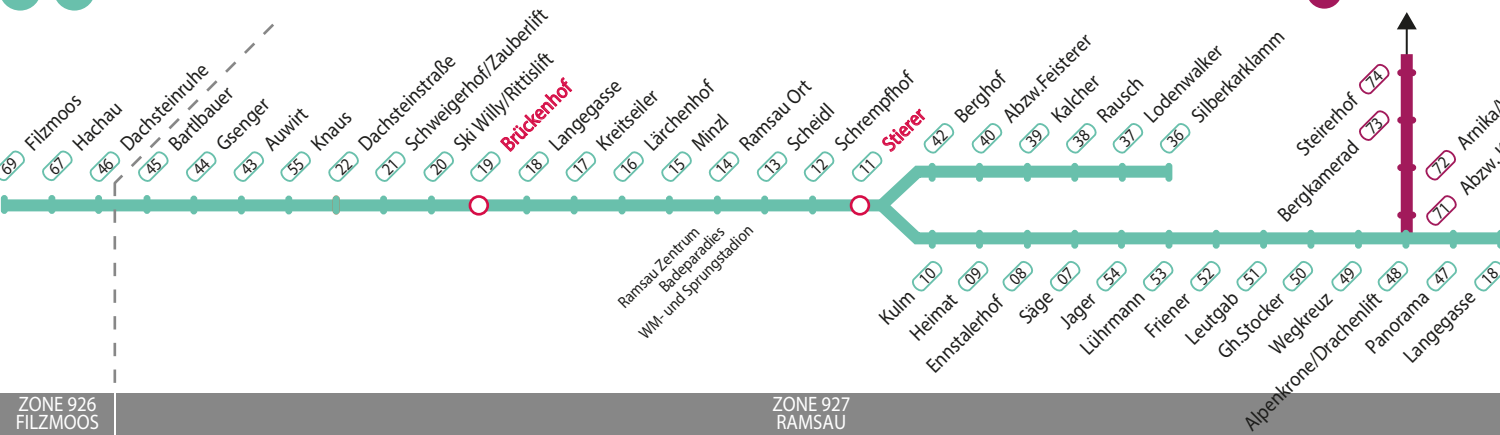 69 Filzmoos
67 Hachau
46 Dachsteinruhe
45 Bartlbauer
44 Gsenger
43 Auwirt
55 Knaus
22 Dachsteinstraße
21 Schweigerhof/Zauberlift
20 Ski Willy/Rittislift
19 Brückenhof
18 Langegasse
17 Kreitseiler
16 Lärchenhof
15 Minzl
14 Ramsau Ort
13 Scheidl
12 Schrempfhof
11 Stierer
42 Berghof
40 Abzw.Feisterer
39 Kalcher
38 Rausch
37 Lodenwalker
36 Silberkarklamm
Steirerhof 74
Bergkamerad 73
72 Arnika/
71 Abzw.
Ramsau Zentrum
Badeparadies
WM- und Sprungstadion
Kulm 10
Heimat 09
Ennstalerhof 08
Säge 07
Jager 54
Lührmann 53
Friener 52
Leutgab 51
Gh.Stocker 50
Wegkreuz 49
Alpenkrone/Drachenlift 48
Panorama 47
Langegasse 18
ZONE 926
FILZMOOS
ZONE 927
RAMSAU